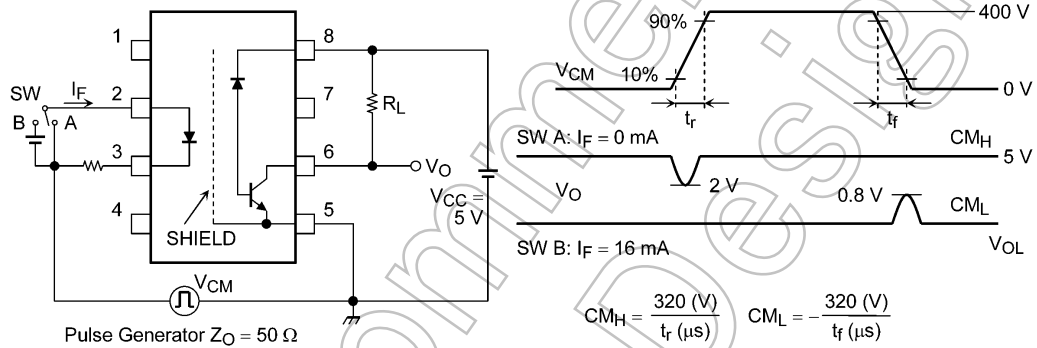 1
2
3
4
8
7
6
5
SW
B
A
I_F
SHIELD
R_L
V_O
V_CC =
5 V
V_CM
Pulse Generator Z_O = 50 Ω
V_CM
90%
10%
400 V
0 V
t_r
t_f
SW A: I_F = 0 mA
CM_H
5 V
2 V
V_O
0.8 V
CM_L
V_OL
SW B: I_F = 16 mA
CM_H = 320 (V) / t_r (μs)
CM_L = - 320 (V) / t_f (μs)
ommen
Design